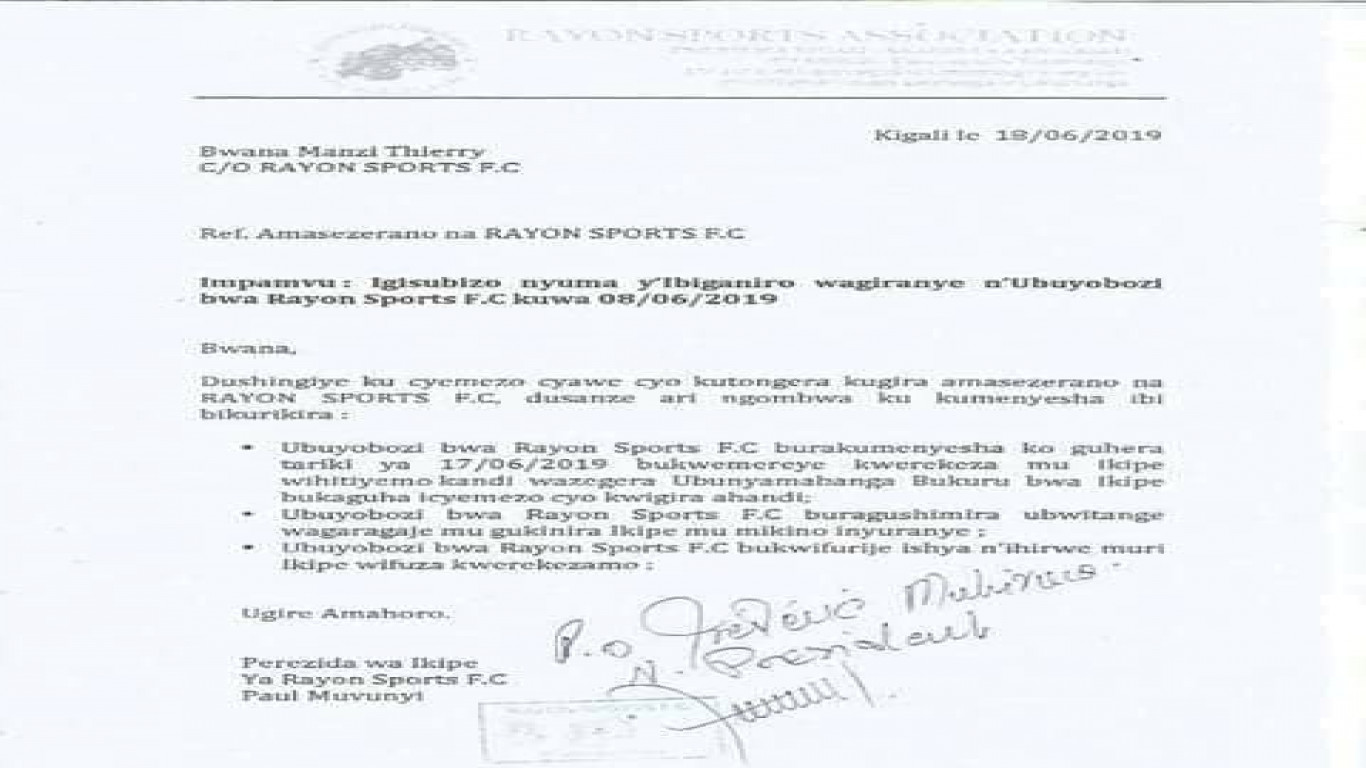 RAYON SPORTS ASSOCIATION
Kigali le 18/06/2019
Bwana Manzi Thierry
C/O RAYON SPORTS F.C
Ref. Amasezerano na RAYON SPORTS F.C
Impamvu : Igisubizo nyuma y'Ibiganiro wagiranye n'Ubuyobozi
bwa Rayon Sports F.C kuwa 08/06/2019
Bwana,
Dushingiye ku cyemezo cyawe cyo kutongera kugira amasezerano na
RAYON SPORTS F.C, dusanze ari ngombwa ku kumenyesha ibi
bikurikira :
• Ubuyobozi bwa Rayon Sports F.C burakumenyesha ko guhera
tariki ya 17/06/2019 bukwemereye kwerekeza mu Ikipe
wihitiyemo kandi wazegera Ubunyamabanga Bukuru bwa Ikipe
bukaguha icyemezo cyo kwigira ahandi;
• Ubuyobozi bwa Rayon Sports F.C buragushimira ubwitange
wagaragaje mu gukinira Ikipe mu mikino inyuranye ;
• Ubuyobozi bwa Rayon Sports F.C bukwifurije ishya n'ihirwe muri
Ikipe wifuza kwerekezamo ;
Ugire Amahoro.
P.o
President
Perezida wa Ikipe
Ya Rayon Sports F.C
Paul Muvunyi